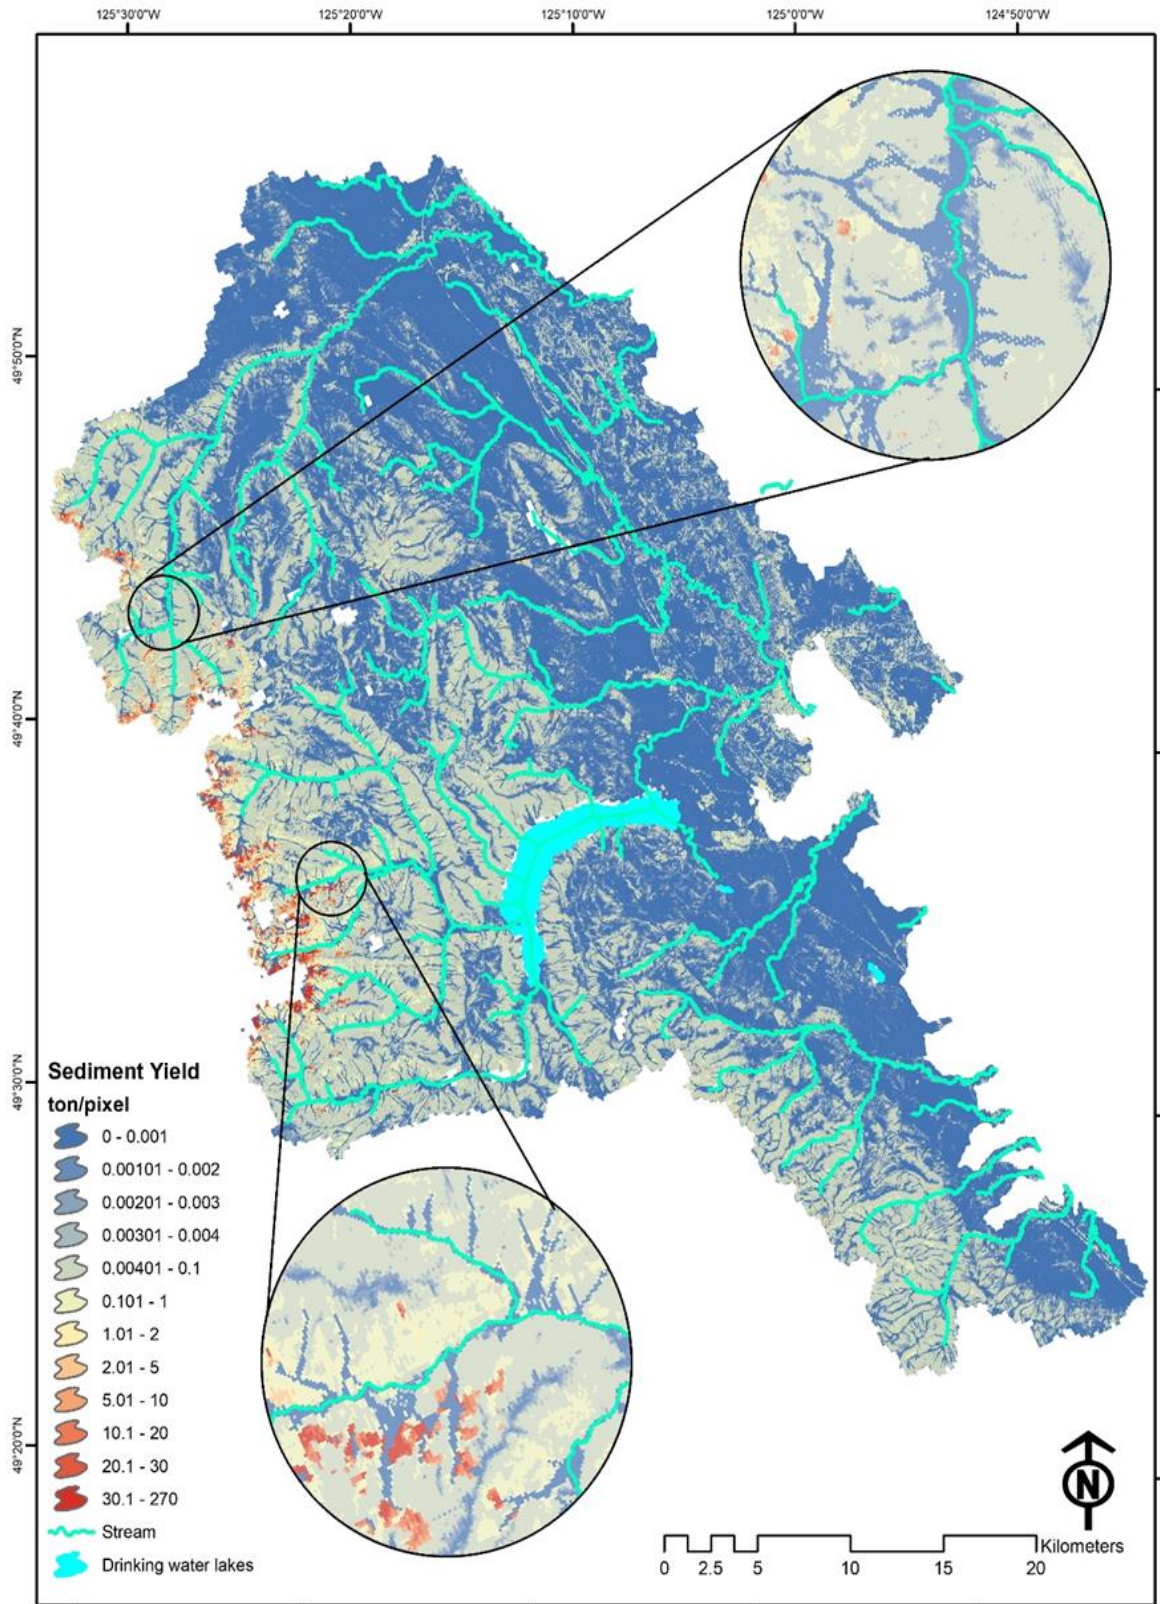 125°30'0"W 125°20'0"W 125°10'0"W 125°0'0"W 124°50'0"W
49°50'0"N
49°40'0"N
49°30'0"N
49°20'0"N
Sediment Yield
ton/pixel
0 - 0.001
0.00101 - 0.002
0.00201 - 0.003
0.00301 - 0.004
0.00401 - 0.1
0.101 - 1
1.01 - 2
2.01 - 5
5.01 - 10
10.1 - 20
20.1 - 30
30.1 - 270
Stream
Drinking water lakes
N
Kilometers
0 2.5 5 10 15 20